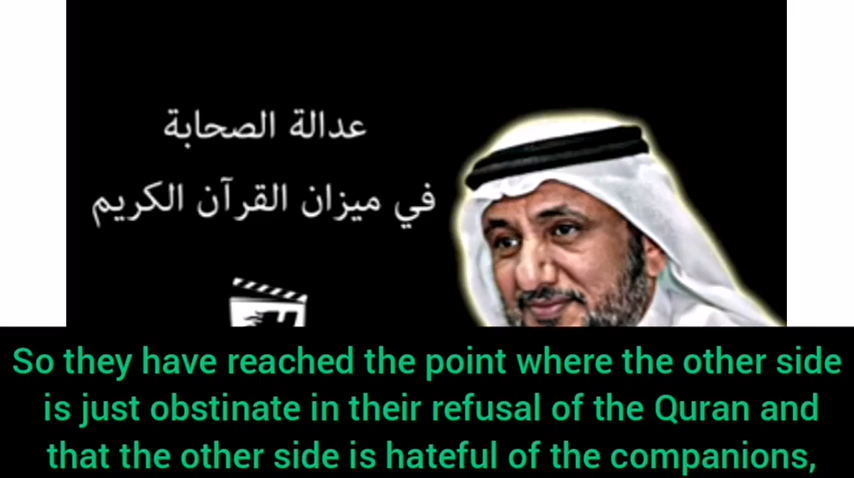 عدالة الصحابة
في ميزان القرآن الكريم
So they have reached the point where the other side
is just obstinate in their refusal of the Quran and
that the other side is hateful of the companions,